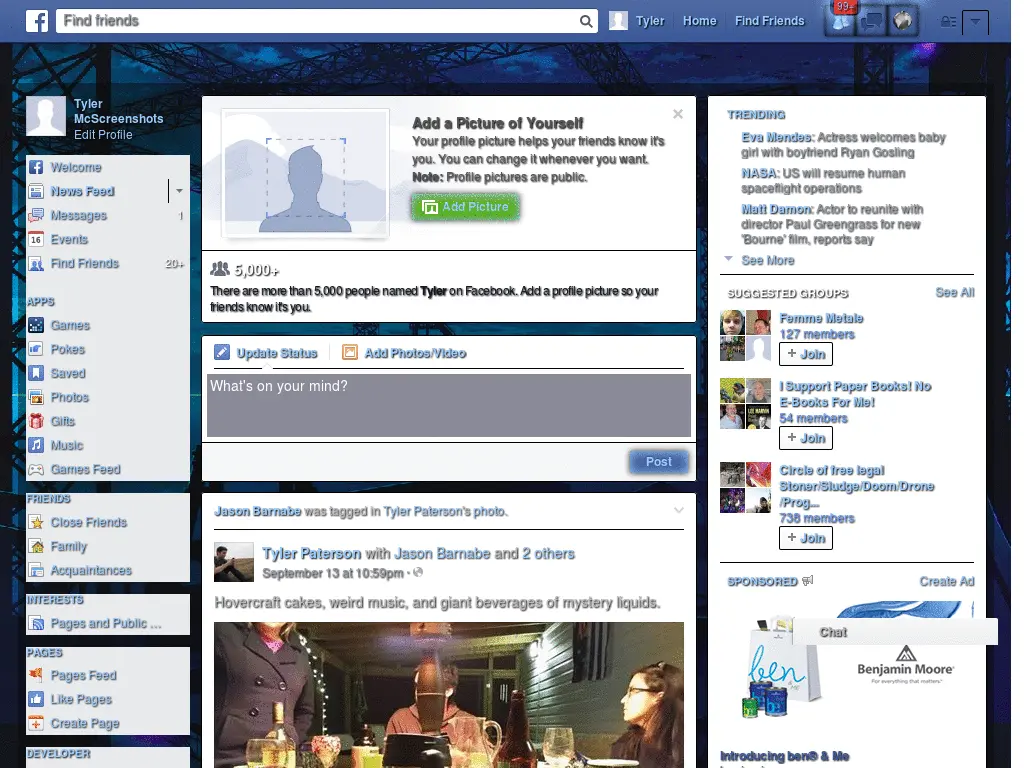 Find friends
Tyler
Home
Find Friends
99+
Tyler
McScreenshots
Edit Profile
Welcome
News Feed
Messages 1
Events
16
Find Friends 20+
APPS
Games
Pokes
Saved
Photos
Gifts
Music
Games Feed
FRIENDS
Close Friends
Family
Acquaintances
INTERESTS
Pages and Public ...
PAGES
Pages Feed
Like Pages
Create Page
DEVELOPER
Add a Picture of Yourself
Your profile picture helps your friends know it's
you. You can change it whenever you want.
Note: Profile pictures are public.
Add Picture
5,000+
There are more than 5,000 people named Tyler on Facebook. Add a profile picture so your
friends know it's you.
Update Status
Add Photos/Video
What's on your mind?
Post
Jason Barnabe was tagged in Tyler Paterson's photo.
Tyler Paterson with Jason Barnabe and 2 others
September 13 at 10:59pm ·
Hovercraft cakes, weird music, and giant beverages of mystery liquids.
TRENDING
Eva Mendes: Actress welcomes baby
girl with boyfriend Ryan Gosling
NASA: US will resume human
spaceflight operations
Matt Damon: Actor to reunite with
director Paul Greengrass for new
'Bourne' film, reports say
See More
SUGGESTED GROUPS See All
Femme Metale
127 members
+ Join
I Support Paper Books! No
E-Books For Me!
54 members
+ Join
Circle of free legal
Stoner/Sludge/Doom/Drone
/Prog...
738 members
+ Join
SPONSORED Create Ad
Chat
ben
Benjamin Moore®
For everything that matters.™
Introducing ben® & Me